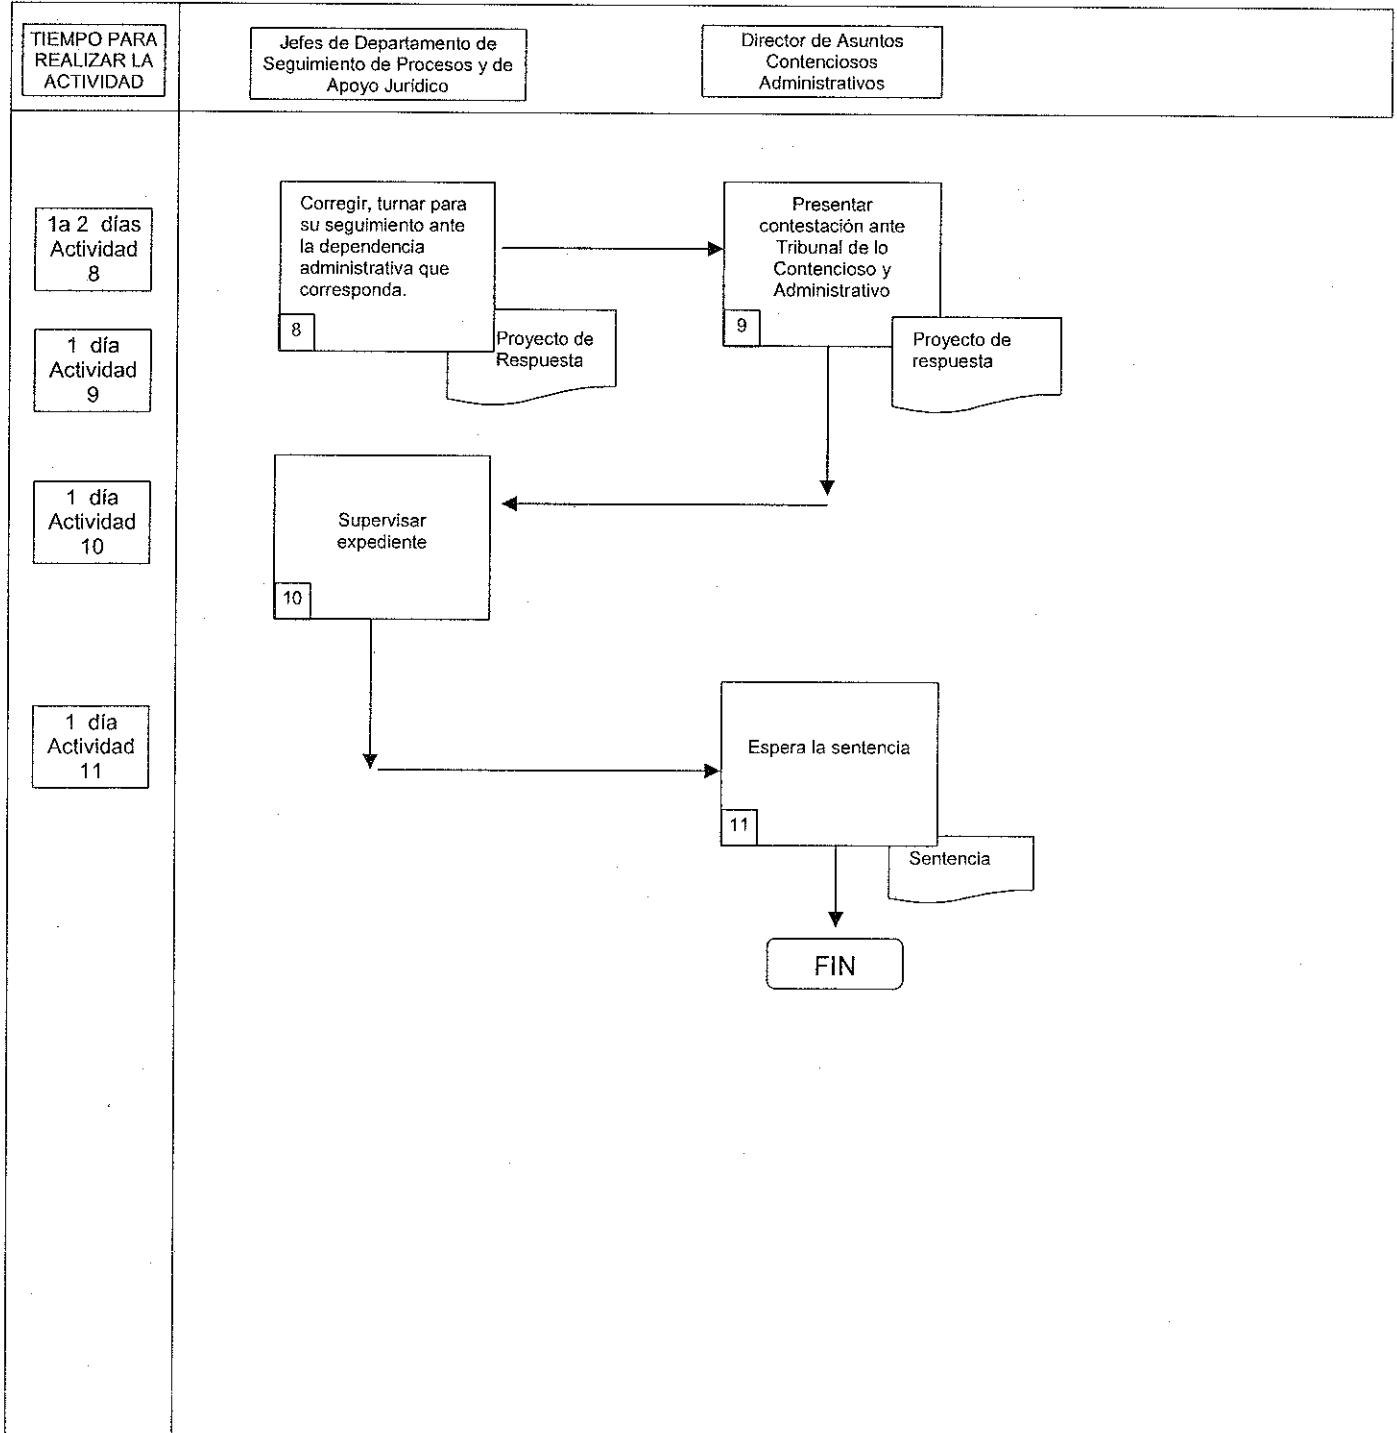 TIEMPO PARA
REALIZAR LA
ACTIVIDAD
Jefes de Departamento de
Seguimiento de Procesos y de
Apoyo Jurídico
Director de Asuntos
Contenciosos
Administrativos
1a 2 días
Actividad
8
Corregir, turnar para
su seguimiento ante
la dependencia
administrativa que
corresponda.
8
Proyecto de
Respuesta
Presentar
contestación ante
Tribunal de lo
Contencioso y
Administrativo
9
Proyecto de
respuesta
1 día
Actividad
9
1 día
Actividad
10
Supervisar
expediente
10
1 día
Actividad
11
Espera la sentencia
11
Sentencia
FIN